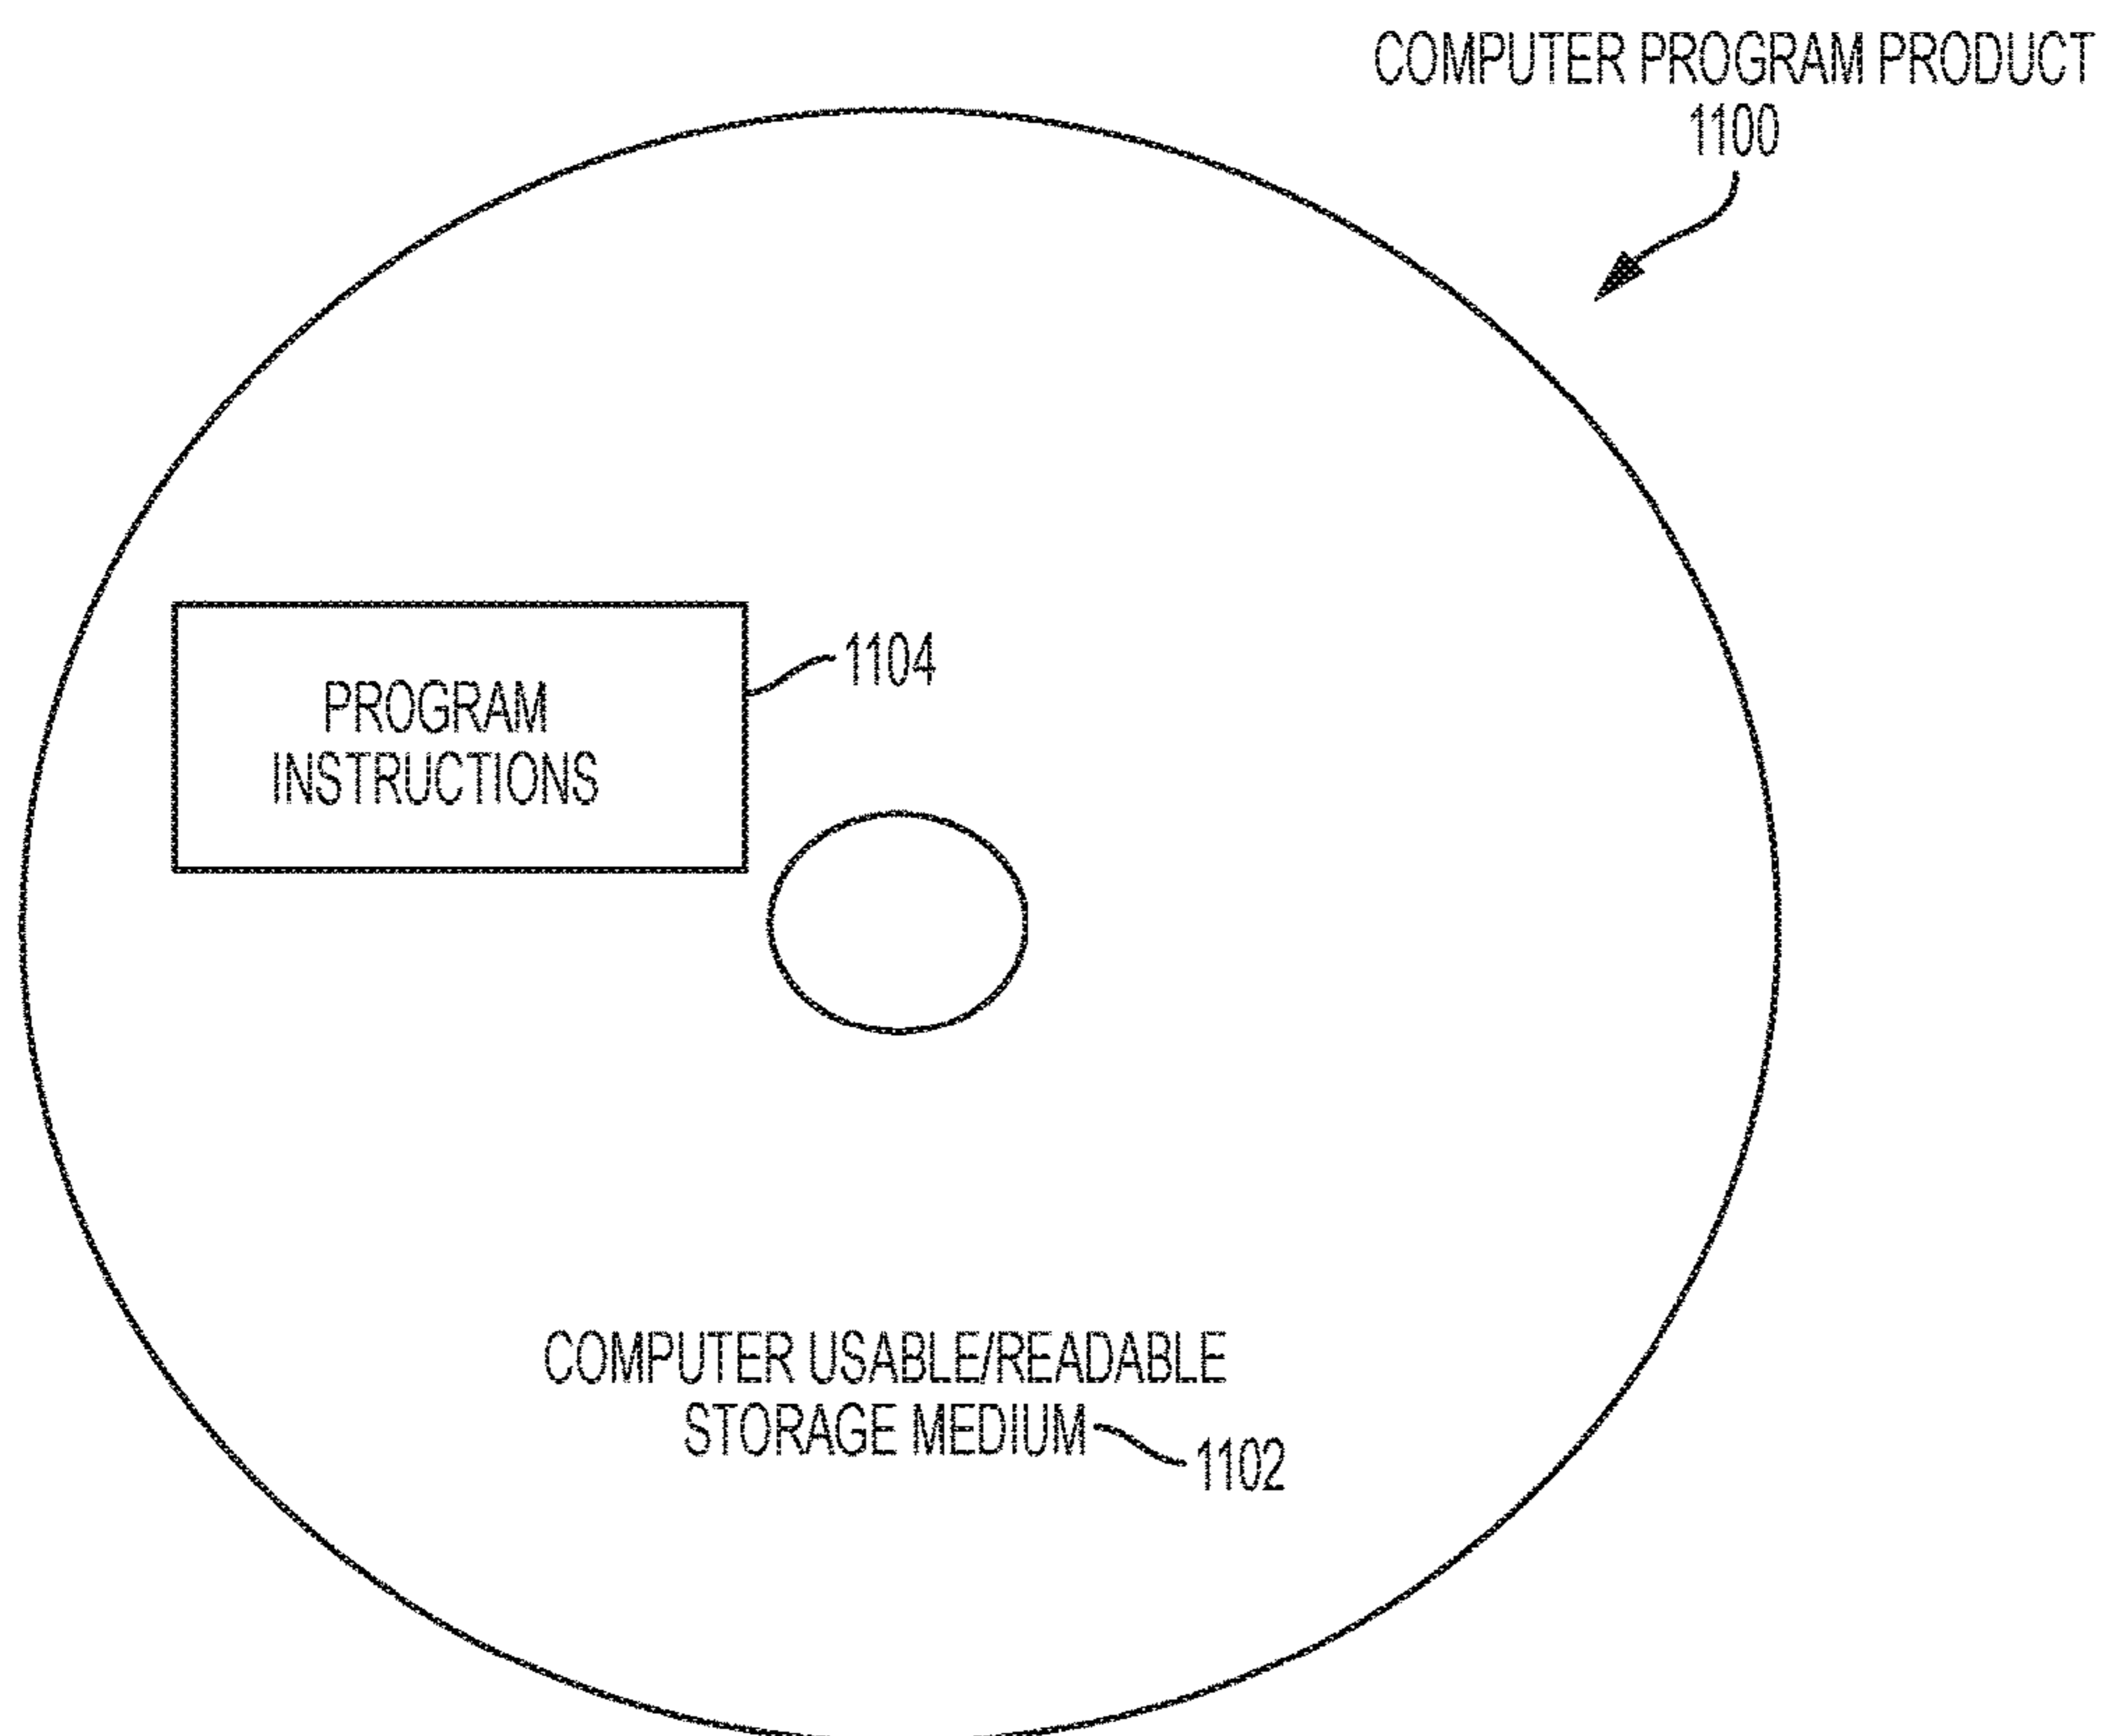 COMPUTER PROGRAM PRODUCT
1100
1104
PROGRAM
INSTRUCTIONS
COMPUTER USABLE/READABLE
STORAGE MEDIUM
1102